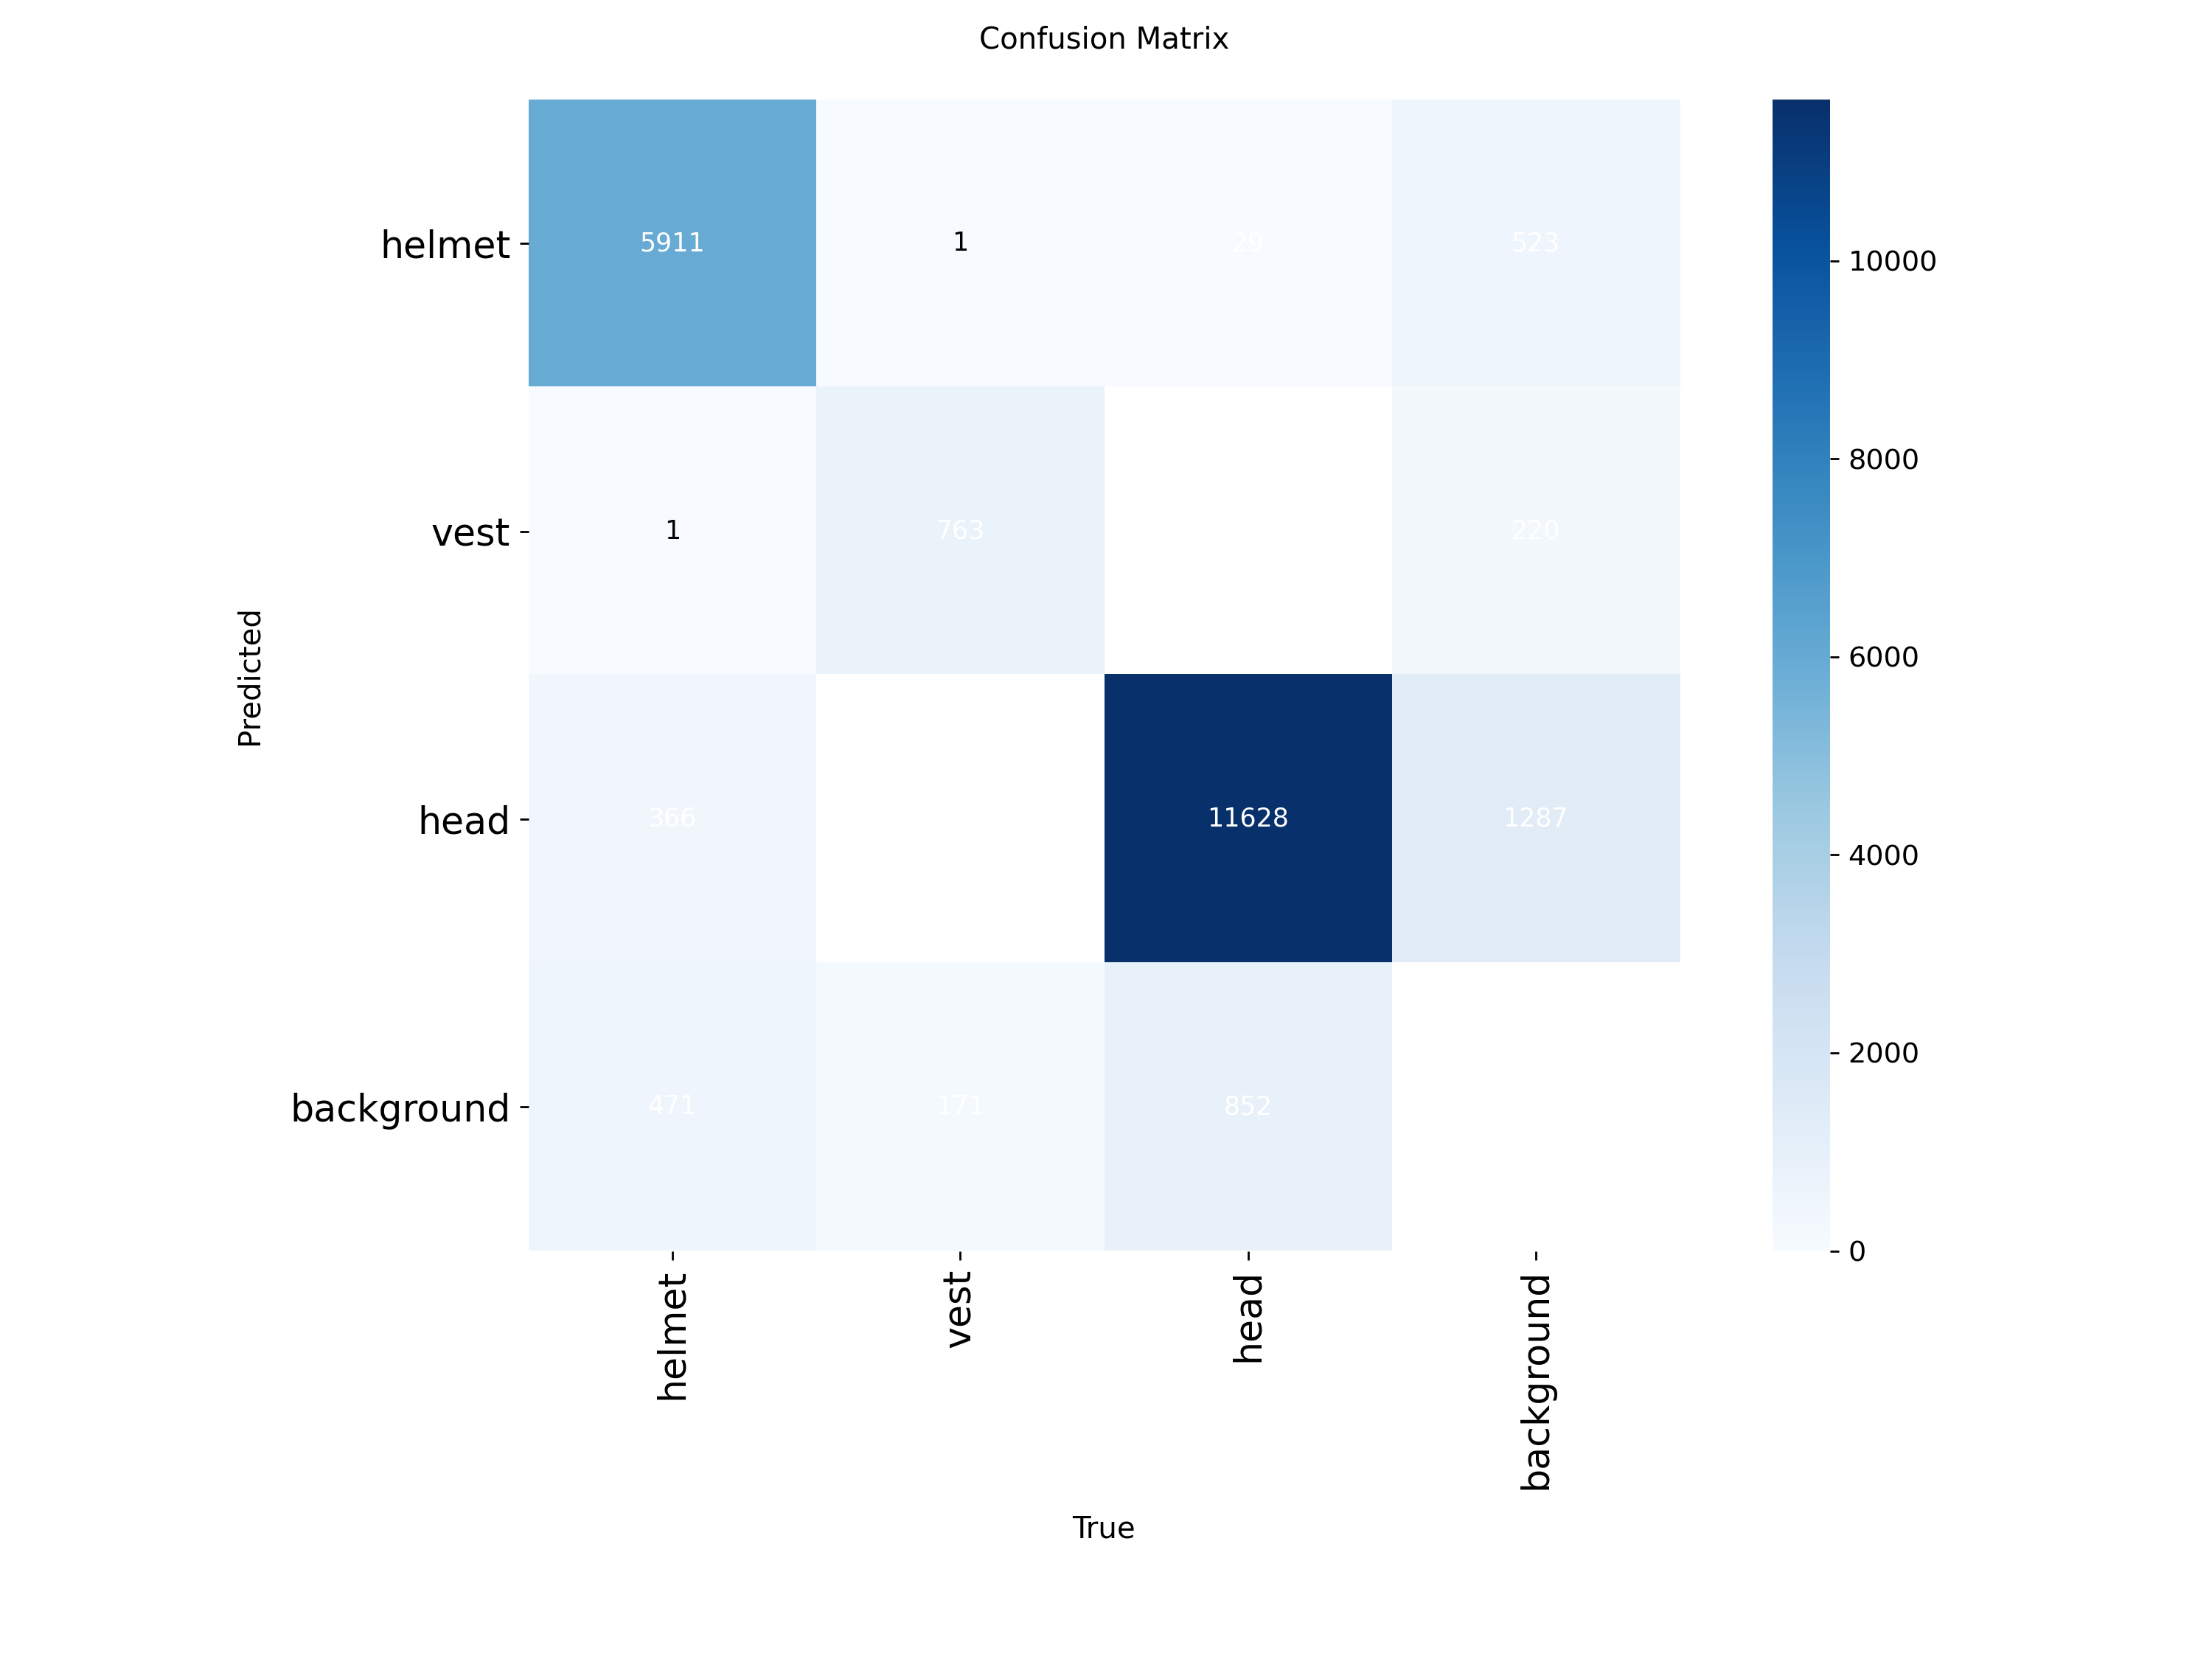 Confusion Matrix
helmet
5911
1
29
523
vest
1
763
220
head
366
11628
1287
background
471
171
852
helmet
vest
head
background
Predicted
True
10000
8000
6000
4000
2000
0